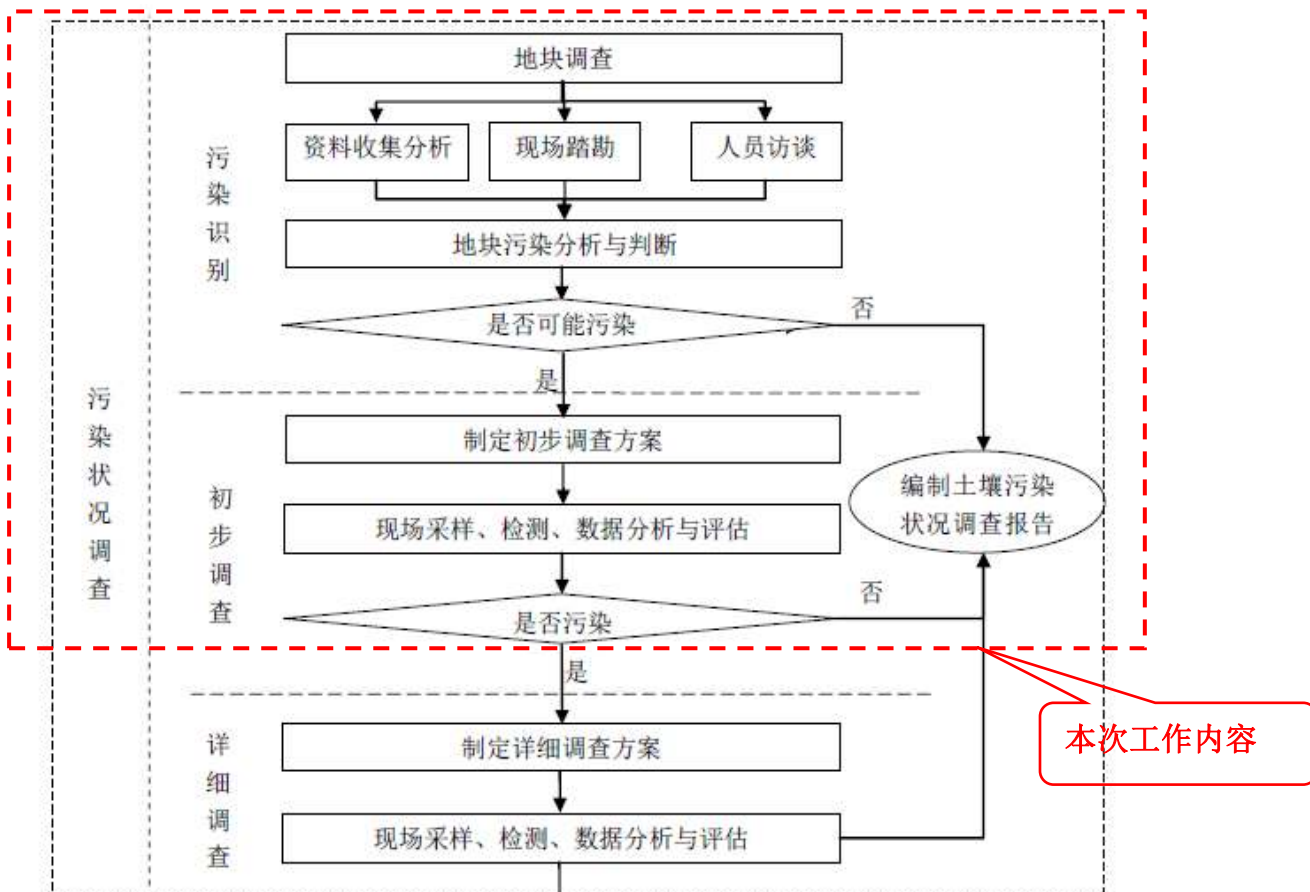 地块调查
资料收集分析
现场踏勘
人员访谈
污染识别
地块污染分析与判断
是否可能污染
否
是
污染状况调查
制定初步调查方案
编制土壤污染
状况调查报告
初步调查
现场采样、检测、数据分析与评估
是否污染
否
是
本次工作内容
详细调查
制定详细调查方案
现场采样、检测、数据分析与评估